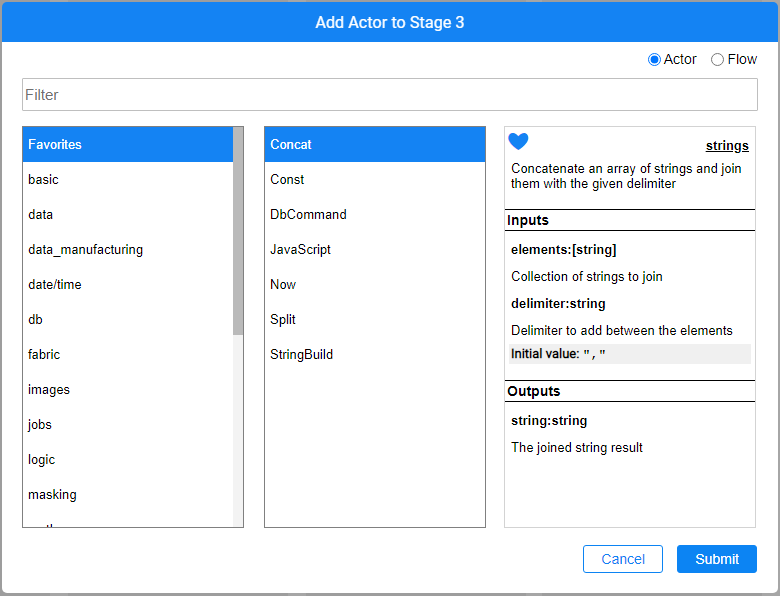 Add Actor to Stage 3
Actor Flow
Filter
Favorites
basic
data
data_manufacturing
date/time
db
fabric
images
jobs
logic
masking
Concat
Const
DbCommand
JavaScript
Now
Split
StringBuild
strings
Concatenate an array of strings and join
them with the given delimiter
Inputs
elements:[string]
Collection of strings to join
delimiter:string
Delimiter to add between the elements
Initial value: ","
Outputs
string:string
The joined string result
Cancel Submit